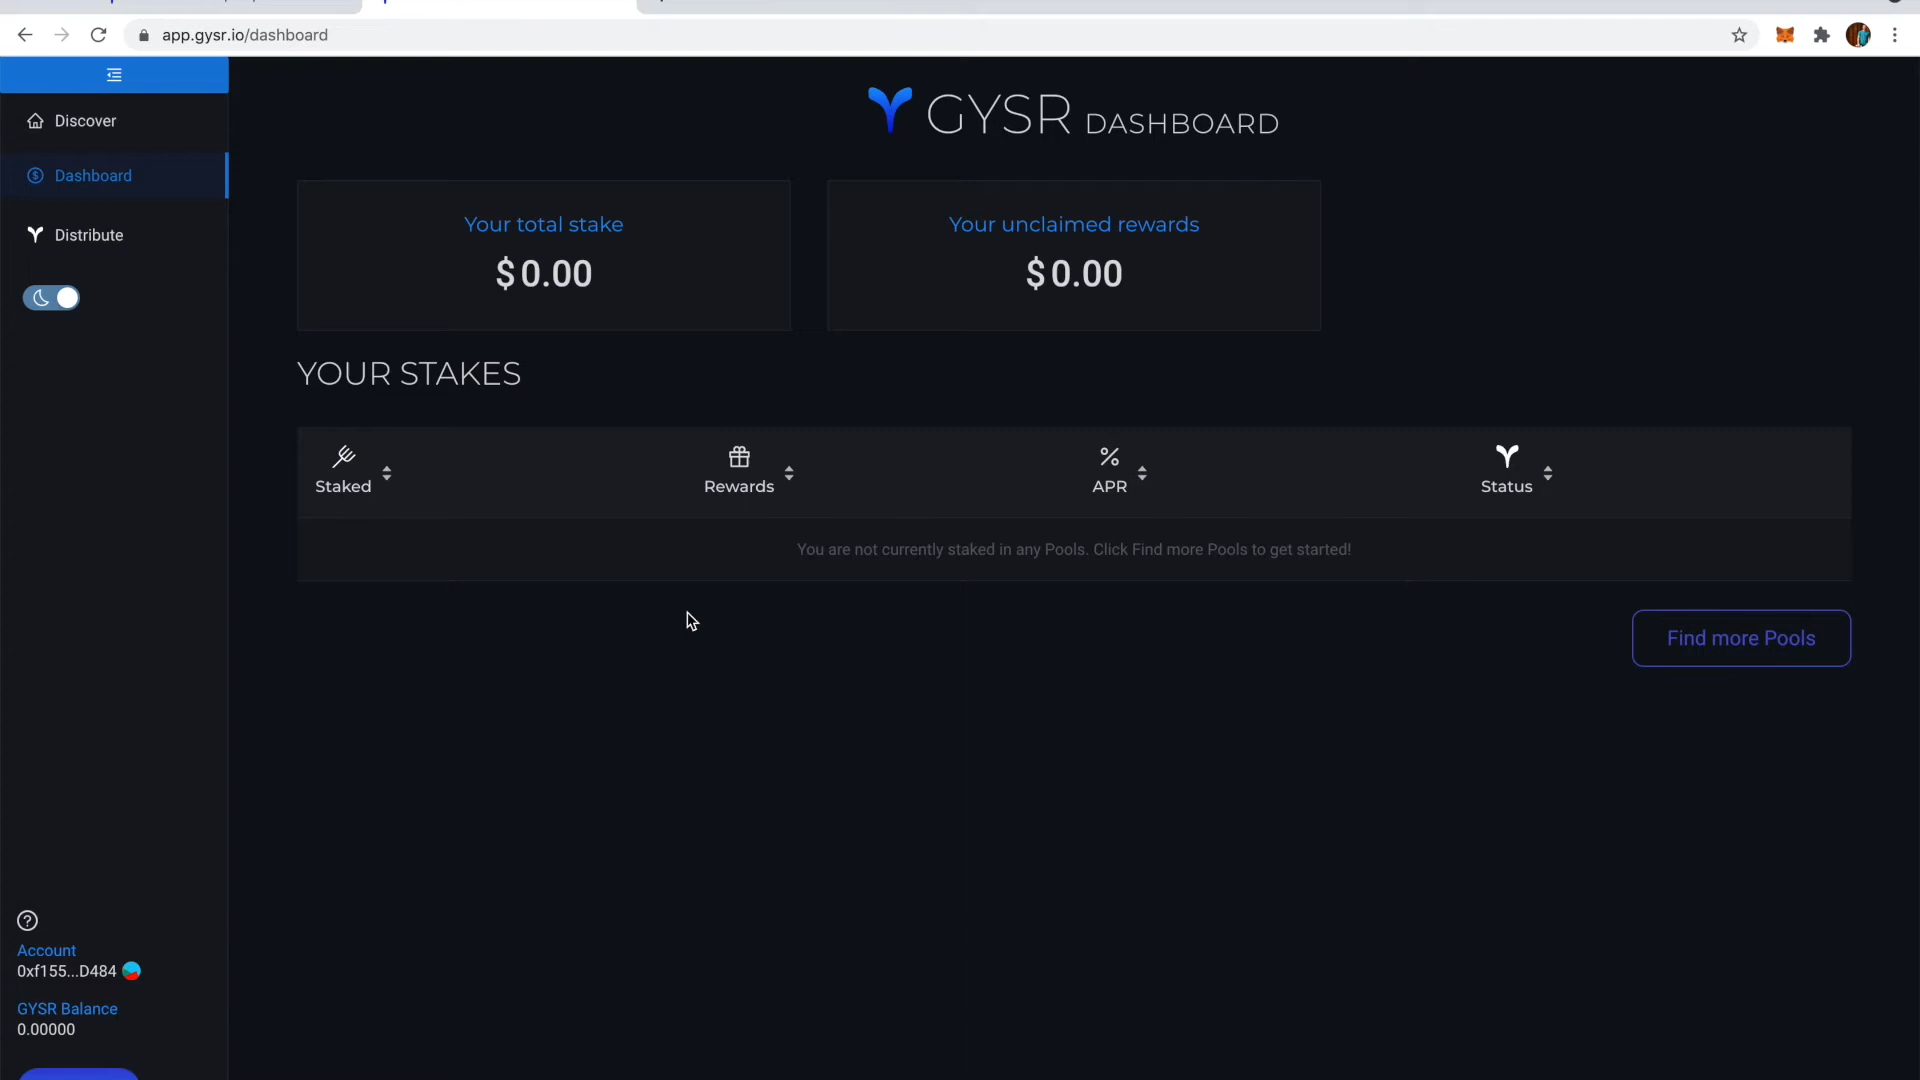 app.gysr.io/dashboard
Discover
Dashboard
Distribute
GYSR DASHBOARD
Your total stake
$0.00
Your unclaimed rewards
$0.00
YOUR STAKES
Staked
Rewards
APR
Status
You are not currently staked in any Pools. Click Find more Pools to get started!
Find more Pools
Account
0xf155...D484
GYSR Balance
0.00000